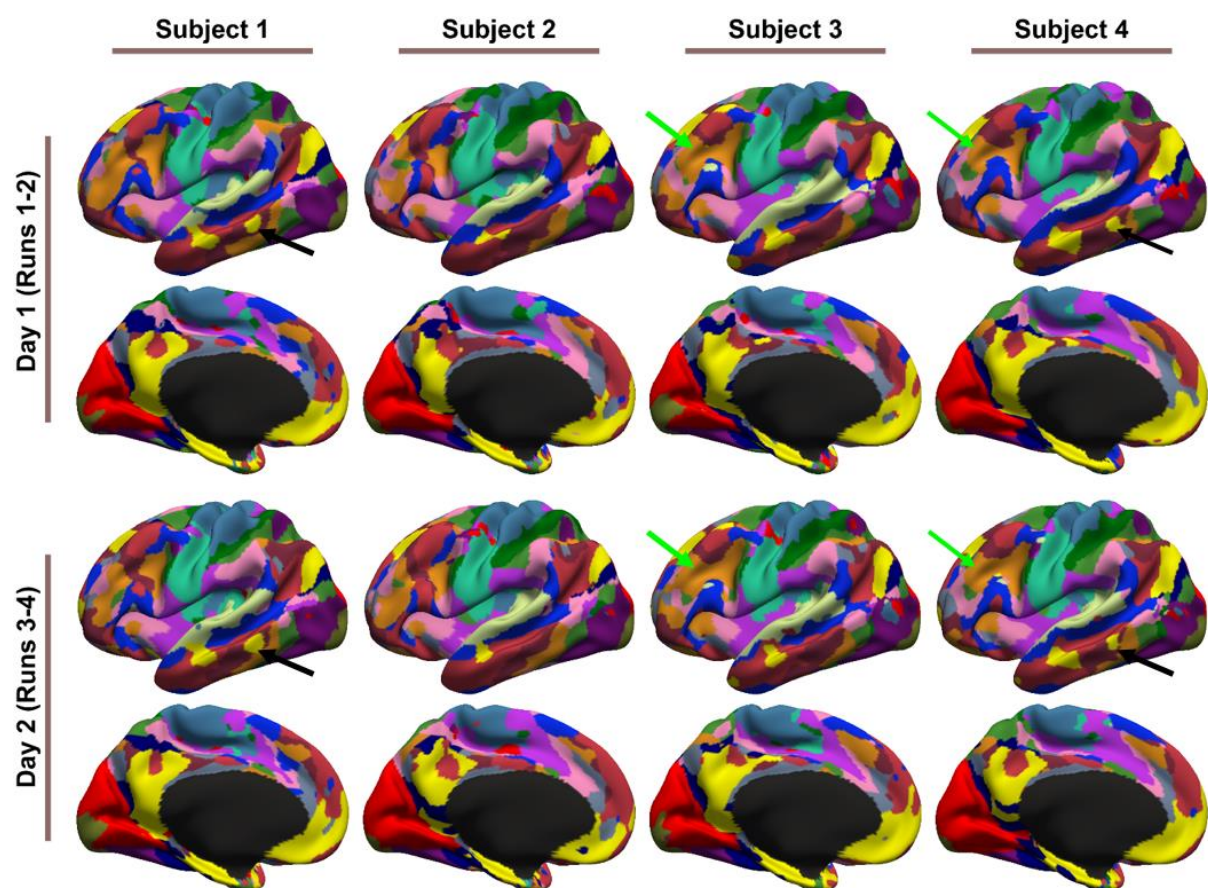 Subject 1
Subject 2
Subject 3
Subject 4
Day 1 (Runs 1-2)
Day 2 (Runs 3-4)